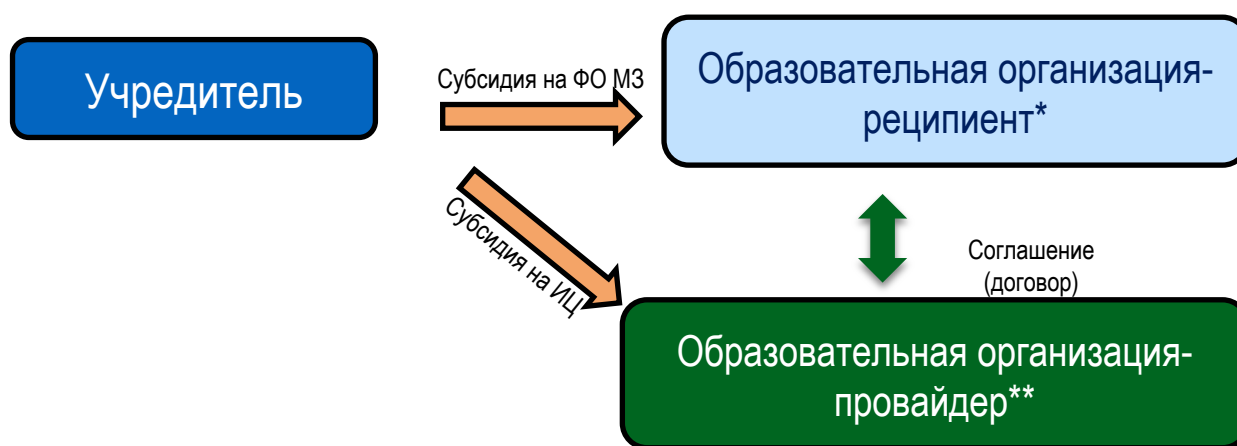 Учредитель
Субсидия на ФО МЗ
Образовательная организация-
реципиент*
Субсидия на ИЦ
Соглашение
(договор)
Образовательная организация-
провайдер**